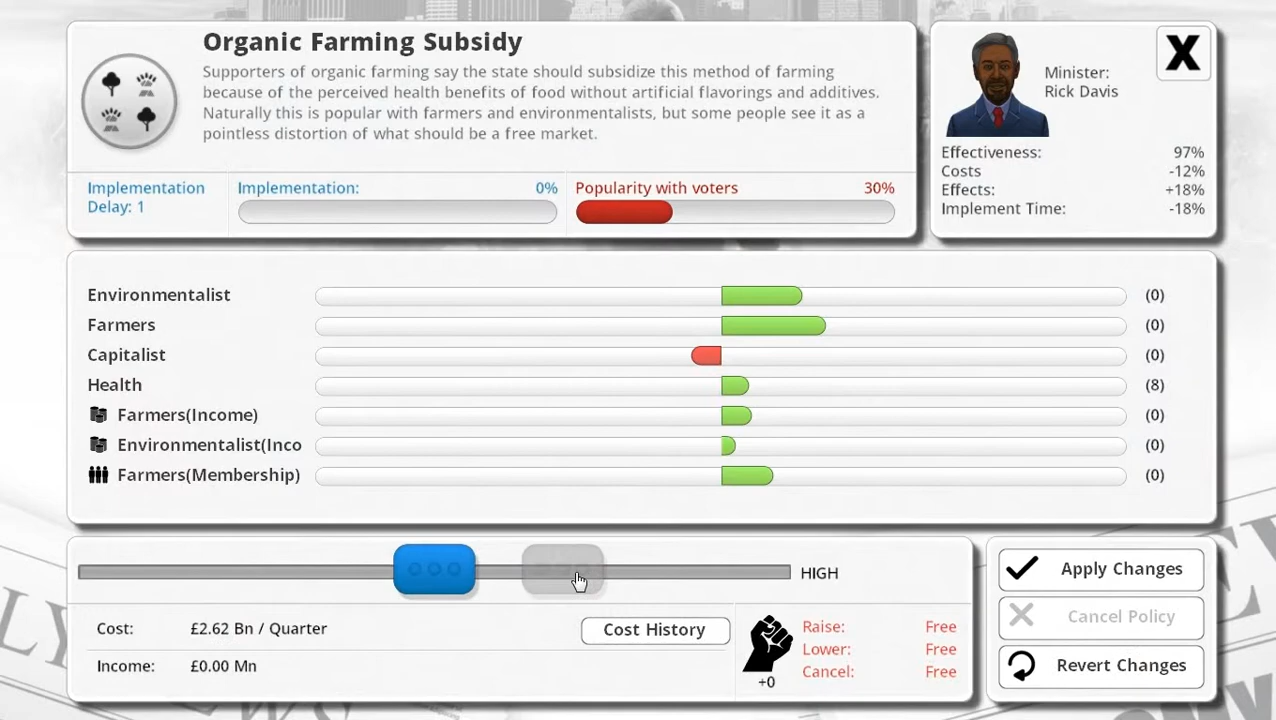 Organic Farming Subsidy
Supporters of organic farming say the state should subsidize this method of farming
because of the perceived health benefits of food without artificial flavorings and additives.
Naturally this is popular with farmers and environmentalists, but some people see it as a
pointless distortion of what should be a free market.
Implementation
Delay: 1
Implementation: 0%
Popularity with voters 30%
X
Minister:
Rick Davis
Effectiveness: 97%
Costs -12%
Effects: +18%
Implement Time: -18%
Environmentalist (0)
Farmers (0)
Capitalist (0)
Health (8)
Farmers(Income) (0)
Environmentalist(Inco (0)
Farmers(Membership) (0)
HIGH
Cost: £2.62 Bn / Quarter
Cost History
Income: £0.00 Mn
+0
Raise: Free
Lower: Free
Cancel: Free
Apply Changes
Cancel Policy
Revert Changes